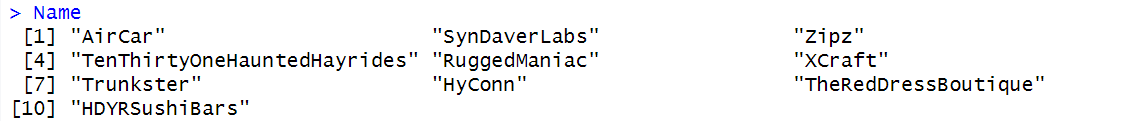 > Name
[1] "AirCar" "SynDaverLabs" "Zipz"
[4] "TenThirtyOneHauntedHayrides" "RuggedManiac" "XCraft"
[7] "Trunkster" "HyConn" "TheRedDressBoutique"
[10] "HDYRSushiBars"